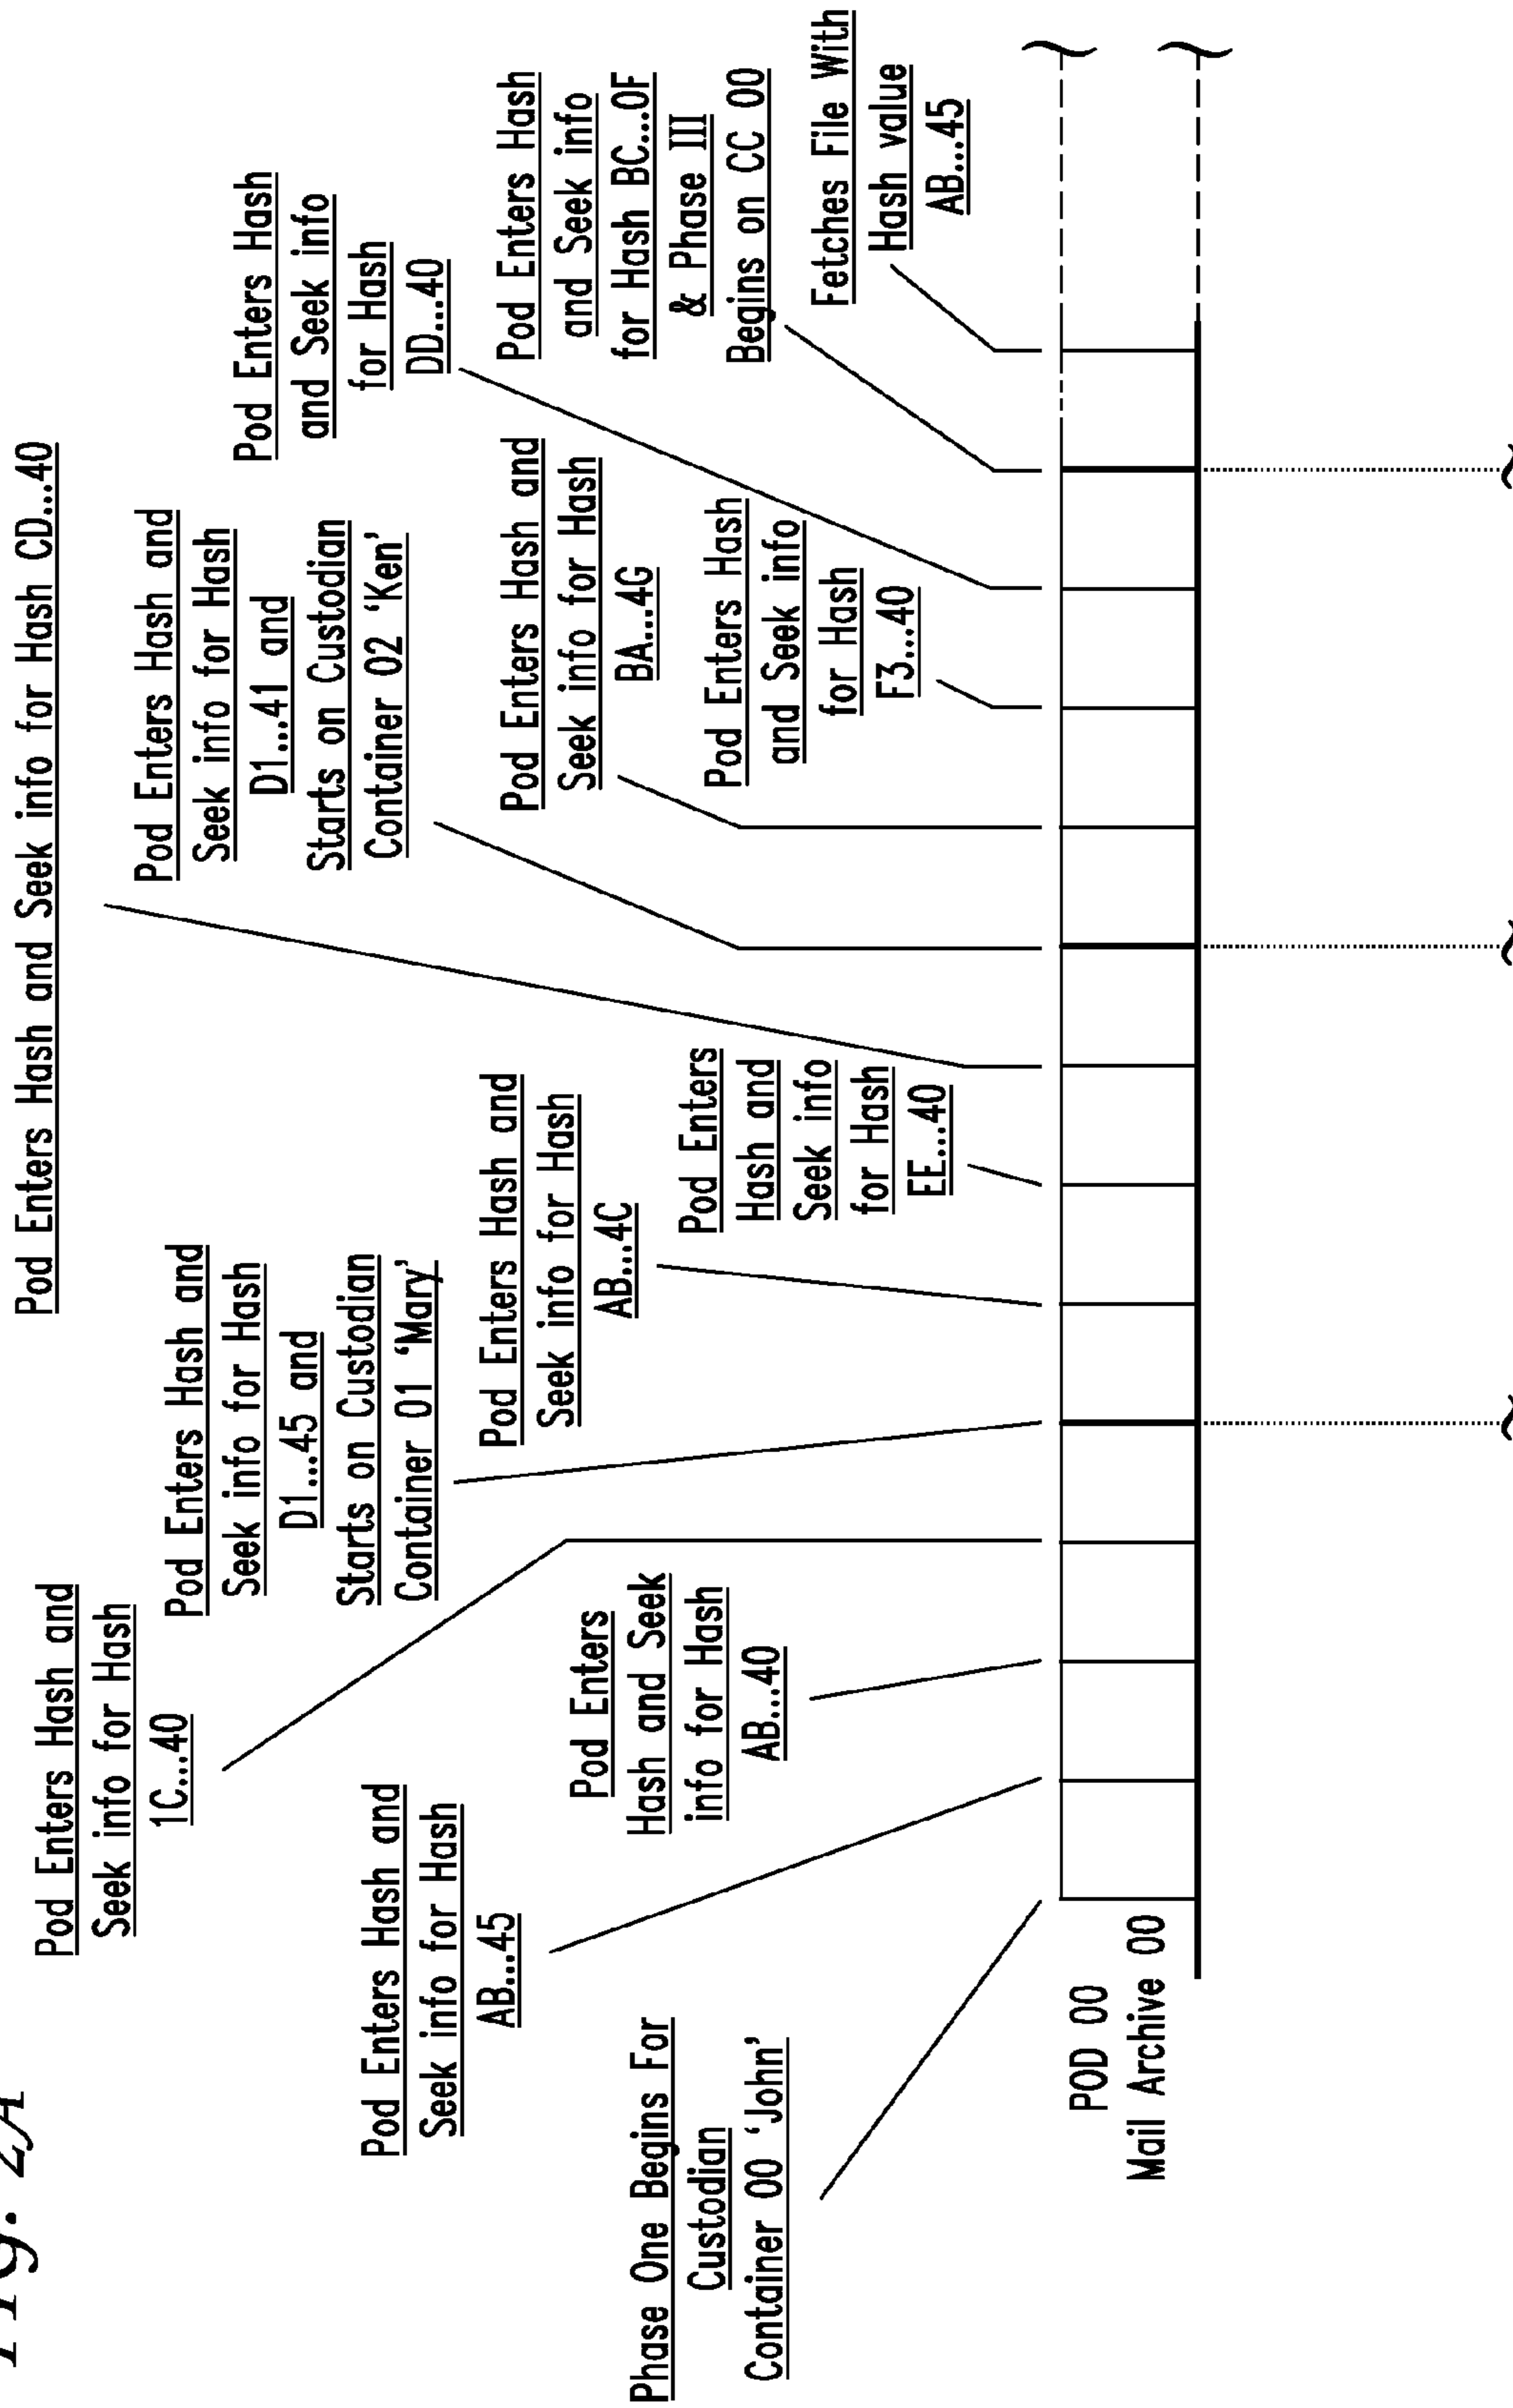 Fig. 2A
Phase One Begins For
Custodian
Container 00 'John'
Pod Enters Hash and
Seek info for Hash
AB...45
Pod Enters
Hash and Seek
info for Hash
AB...40
Pod Enters Hash and
Seek info for Hash
1C...40
Pod Enters Hash and
Seek info for Hash
D1...45 and
Starts on Custodian
Container 01 'Mary'
Pod Enters Hash and
Seek info for Hash
AB...4C
Pod Enters
Hash and
Seek info
for Hash
EE...40
Pod Enters Hash and Seek info for Hash CD...40
Pod Enters Hash and
Seek info for Hash
D1...41 and
Starts on Custodian
Container 02 'Ken'
Pod Enters Hash and
Seek info for Hash
BA...4G
Pod Enters Hash
and Seek info
for Hash
F3...40
Pod Enters Hash
and Seek info
for Hash
DD...40
Pod Enters Hash
and Seek info
for Hash BC...0F
& Phase III
Begins on CC 00
Fetches File With
Hash value
AB...45
POD 00
Mail Archive 00